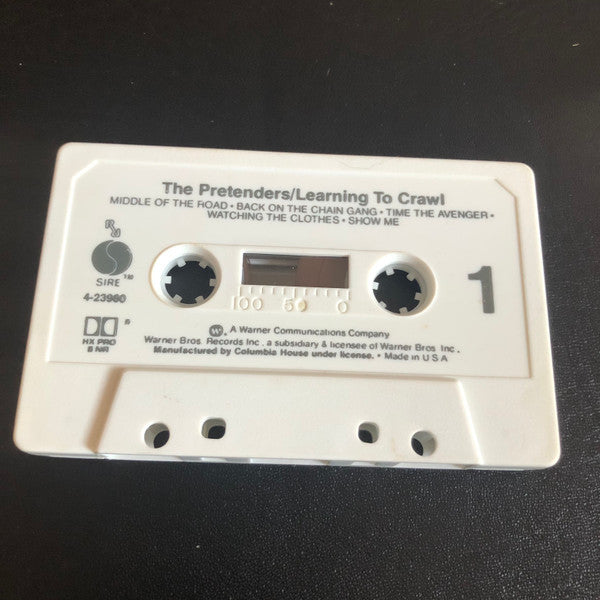 The Pretenders/Learning To Crawl
MIDDLE OF THE ROAD • BACK ON THE CHAIN GANG • TIME THE AVENGER •
WATCHING THE CLOTHES • SHOW ME
SIRE ™
4-23980
1
100 50 0
HX PRO
B NR
W ®. A Warner Communications Company
Warner Bros. Records Inc., a subsidiary & licensee of Warner Bros. Inc.
Manufactured by Columbia House under license. • Made in U S A